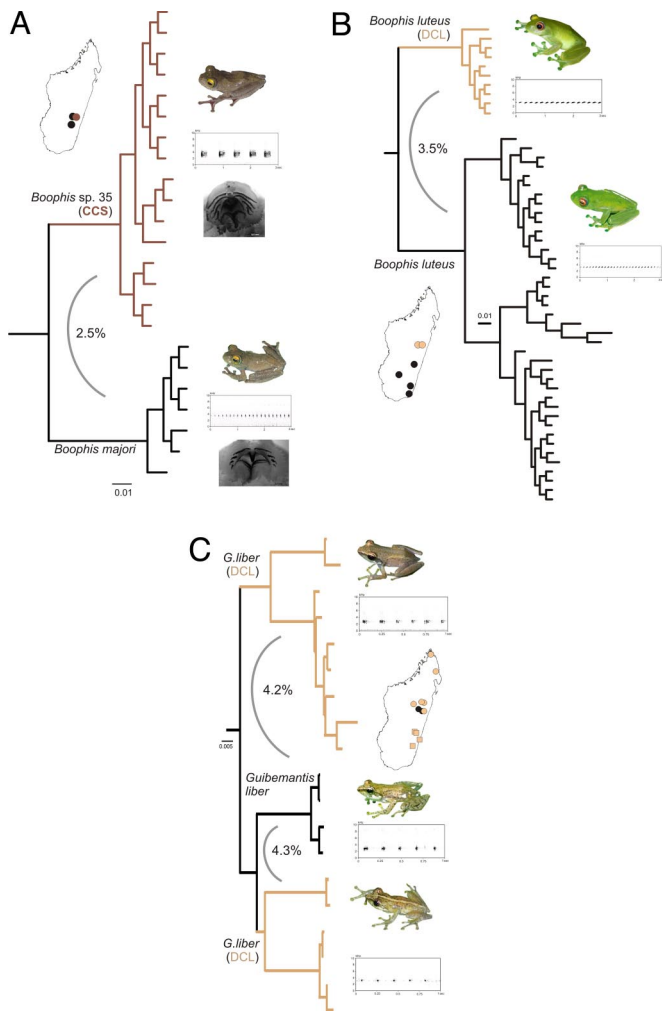 A
Boophis sp. 35
(CCS)
2.5%
Boophis majori
0.01
B
Boophis luteus
(DCL)
3.5%
Boophis luteus
0.01
C
G.liber
(DCL)
4.2%
0.005
Guibemantis
liber
4.3%
G.liber
(DCL)